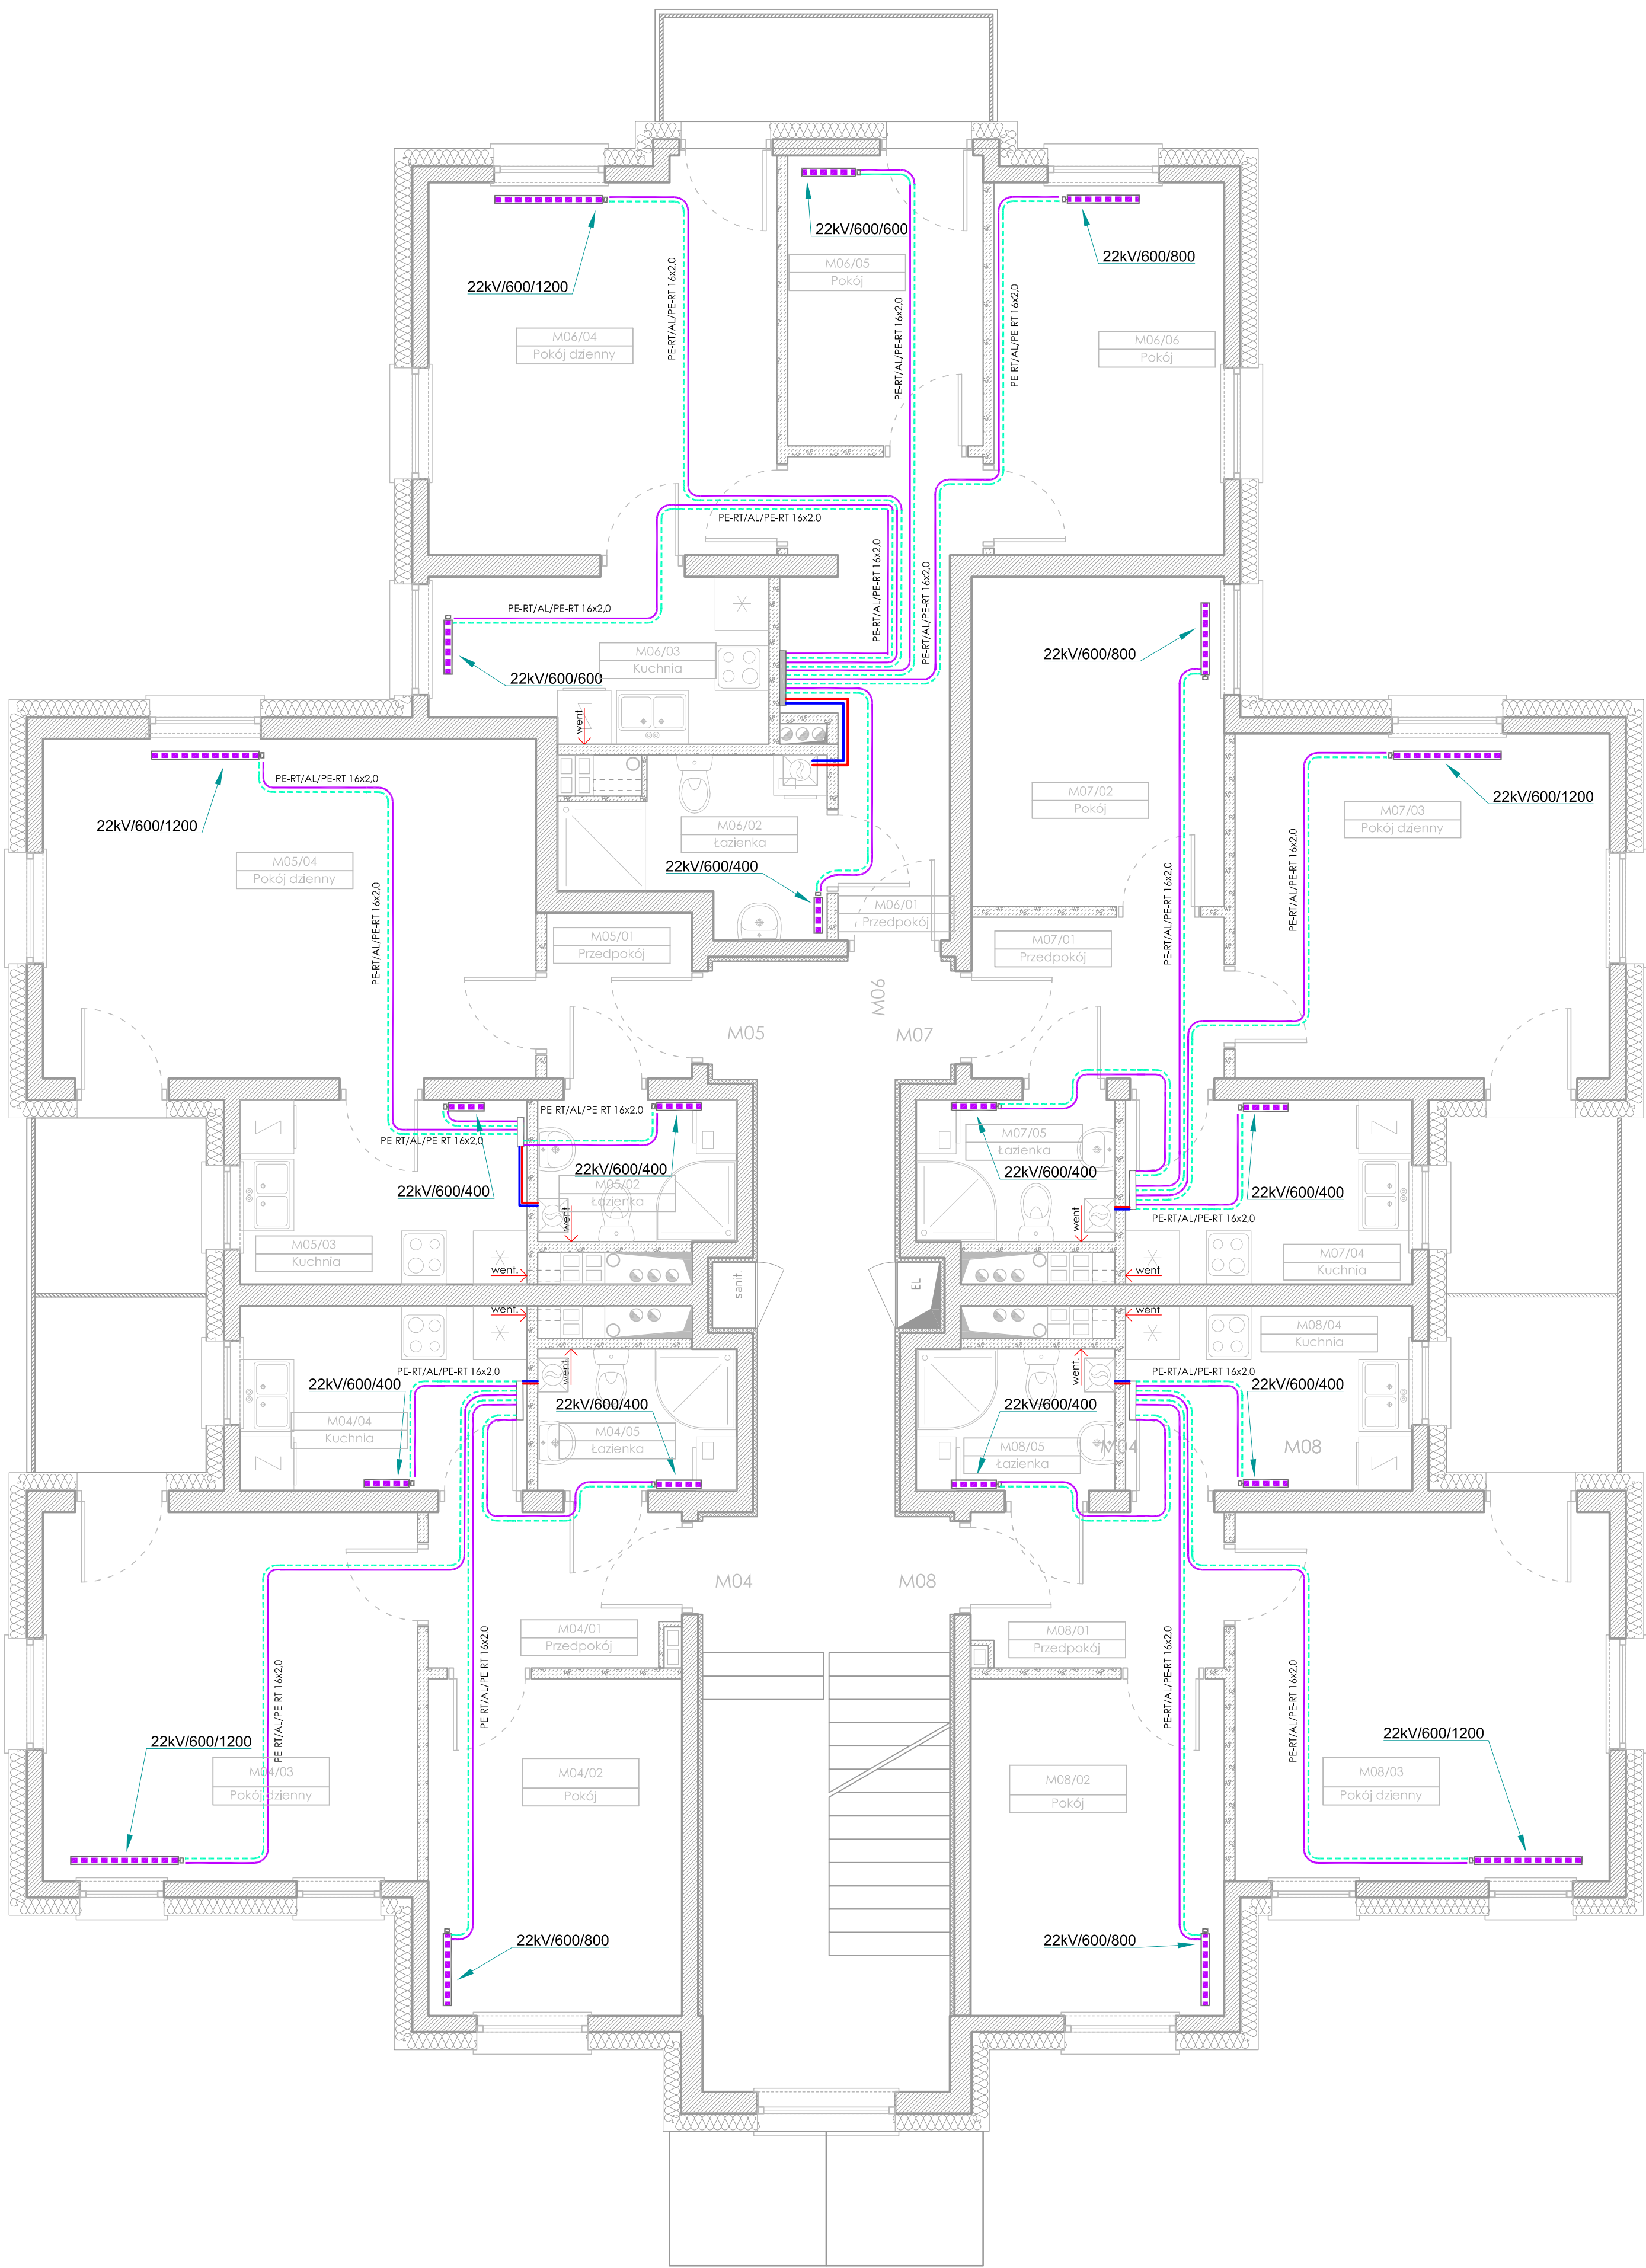 22kV/600/600
22kV/600/800
22kV/600/1200
M06/05
Pokój
PE-RT/AL/PE-RT 16x2,0
PE-RT/AL/PE-RT 16x2,0
PE-RT/AL/PE-RT 16x2,0
M06/04
Pokój dzienny
M06/06
Pokój
PE-RT/AL/PE-RT 16x2,0
PE-RT/AL/PE-RT 16x2,0
PE-RT/AL/PE-RT 16x2,0
PE-RT/AL/PE-RT 16x2,0
M06/03
Kuchnia
22kV/600/600
22kV/600/800
went
PE-RT/AL/PE-RT 16x2,0
22kV/600/1200
M07/02
Pokój
22kV/600/1200
M07/03
Pokój dzienny
M06/02
Łazienka
M05/04
Pokój dzienny
22kV/600/400
PE-RT/AL/PE-RT 16x2,0
PE-RT/AL/PE-RT 16x2,0
PE-RT/AL/PE-RT 16x2,0
M06/01
Przedpokój
M05/01
Przedpokój
M07/01
Przedpokój
M06
M05
M07
PE-RT/AL/PE-RT 16x2,0
PE-RT/AL/PE-RT 16x2,0
M07/05
Łazienka
22kV/600/400
22kV/600/400
M05/02
Łazienka
22kV/600/400
22kV/600/400
PE-RT/AL/PE-RT 16x2,0
went
went
M05/03
Kuchnia
M07/04
Kuchnia
went.
went
sanit.
EL
went.
went
M08/04
Kuchnia
PE-RT/AL/PE-RT 16x2,0
went.
went.
PE-RT/AL/PE-RT 16x2,0
22kV/600/400
22kV/600/400
22kV/600/400
22kV/600/400
M04/04
Kuchnia
M04/05
Łazienka
M08/05
Łazienka
M04
M08
M04
M08
M04/01
Przedpokój
M08/01
Przedpokój
PE-RT/AL/PE-RT 16x2,0
PE-RT/AL/PE-RT 16x2,0
PE-RT/AL/PE-RT 16x2,0
PE-RT/AL/PE-RT 16x2,0
22kV/600/1200
22kV/600/1200
M04/03
Pokój dzienny
M04/02
Pokój
M08/02
Pokój
M08/03
Pokój dzienny
22kV/600/800
22kV/600/800